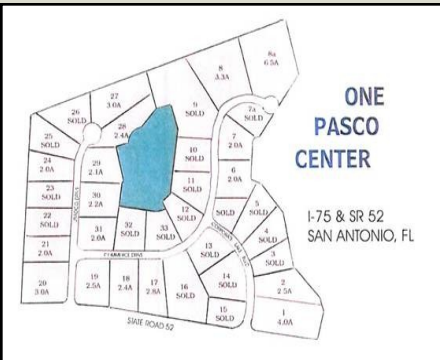 ONE
PASCO
CENTER
I-75 & SR 52
SAN ANTONIO, FL
8a
6.5A
8
3.3A
27
3.0A
9
SOLD
7a
SOLD
26
SOLD
28
2.4A
25
SOLD
7
2.0A
10
SOLD
24
2.0A
29
2.1A
6
2.0A
11
SOLD
23
SOLD
30
2.2A
12
SOLD
SOLD
5
SOLD
22
SOLD
31
2.0A
32
SOLD
33
SOLD
4
SOLD
21
2.0A
13
SOLD
3
SOLD
COMMERCE DRIVE
20
3.0A
19
2.5A
18
2.4A
17
2.8A
16
SOLD
14
SOLD
2
2.5A
15
SOLD
1
4.0A
STATE ROAD 52